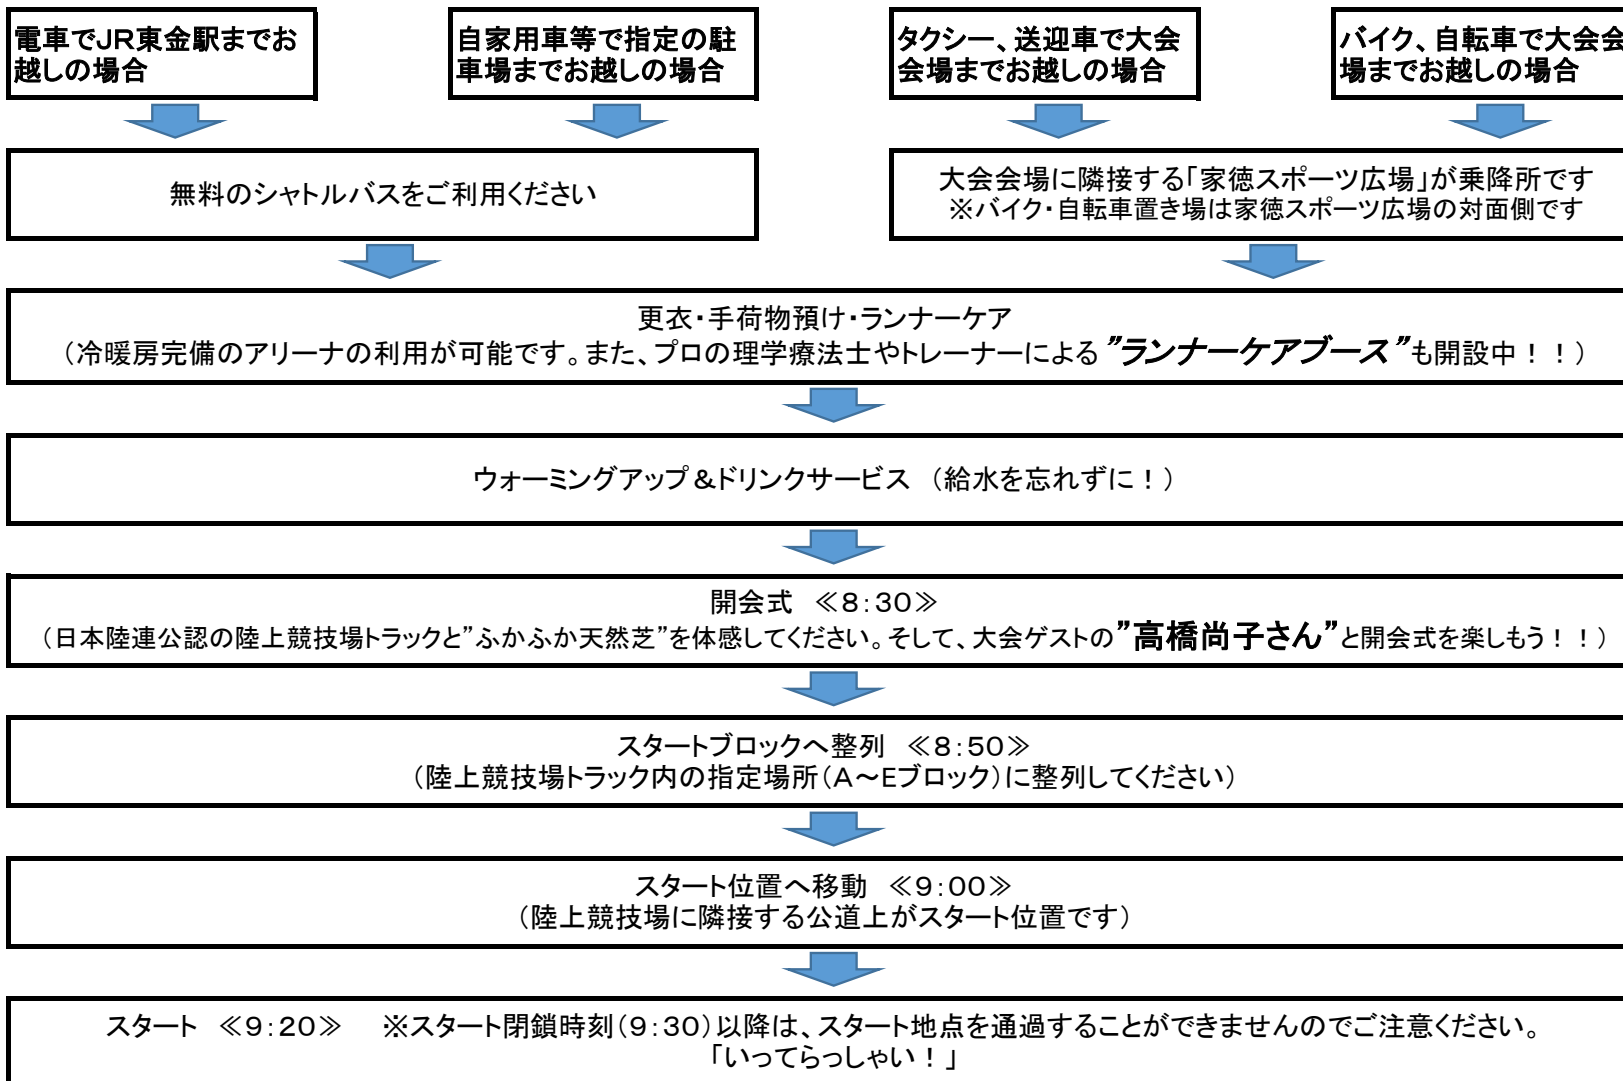 電車でJR東金駅までお
越しの場合
自家用車等で指定の駐
車場までお越しの場合
タクシー、送迎車で大会
会場までお越しの場合
バイク、自転車で大会会
場までお越しの場合
無料のシャトルバスをご利用ください
大会会場に隣接する「家徳スポーツ広場」が乗降所です
※バイク・自転車置き場は家徳スポーツ広場の対面側です
更衣・手荷物預け・ランナーケア
（冷暖房完備のアリーナの利用が可能です。また、プロの理学療法士やトレーナーによる”ランナーケアブース”も開設中！！）
ウォーミングアップ＆ドリンクサービス　（給水を忘れずに！）
開会式　≪８：３０≫
（日本陸連公認の陸上競技場トラックと”ふかふか天然芝”を体感してください。そして、大会ゲストの”高橋尚子さん”と開会式を楽しもう！！）
スタートブロックへ整列　≪８：５０≫
（陸上競技場トラック内の指定場所（A～Eブロック）に整列してください）
スタート位置へ移動　≪９：００≫
（陸上競技場に隣接する公道上がスタート位置です）
スタート　≪９：２０≫　　※スタート閉鎖時刻（９：３０）以降は、スタート地点を通過することができませんのでご注意ください。
「いってらっしゃい！」